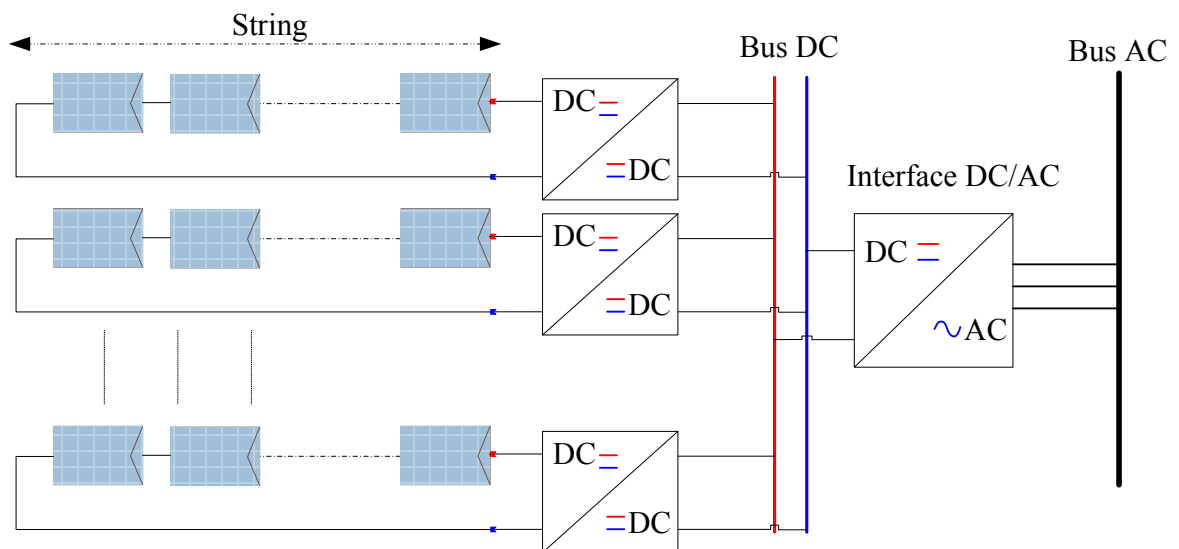 String
Bus DC
Bus AC
DC
DC
Interface DC/AC
DC
DC
DC
AC
DC
DC